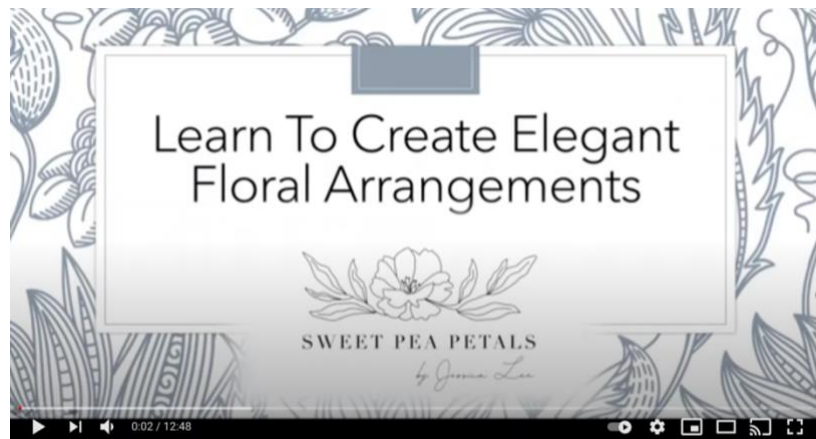 Learn To Create Elegant
Floral Arrangements
SWEET PEA PETALS
by Jessica Lee
0:02 / 12:48